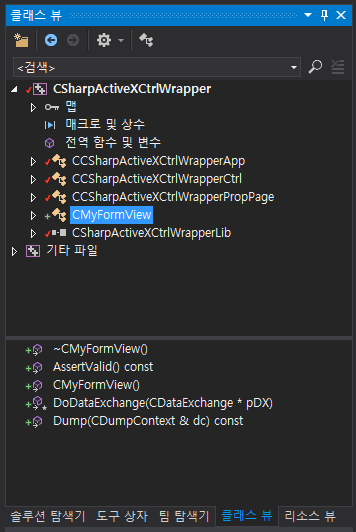 클래스 뷰
<검색>
CSharpActiveXCtrlWrapper
맵
매크로 및 상수
전역 함수 및 변수
CCSharpActiveXCtrlWrapperApp
CCSharpActiveXCtrlWrapperCtrl
CCSharpActiveXCtrlWrapperPropPage
CMyFormView
CSharpActiveXCtrlWrapperLib
기타 파일
~CMyFormView()
AssertValid() const
CMyFormView()
DoDataExchange(CDataExchange * pDX)
Dump(CDumpContext & dc) const
솔루션 탐색기 도구 상자 팀 탐색기 클래스 뷰 리소스 뷰